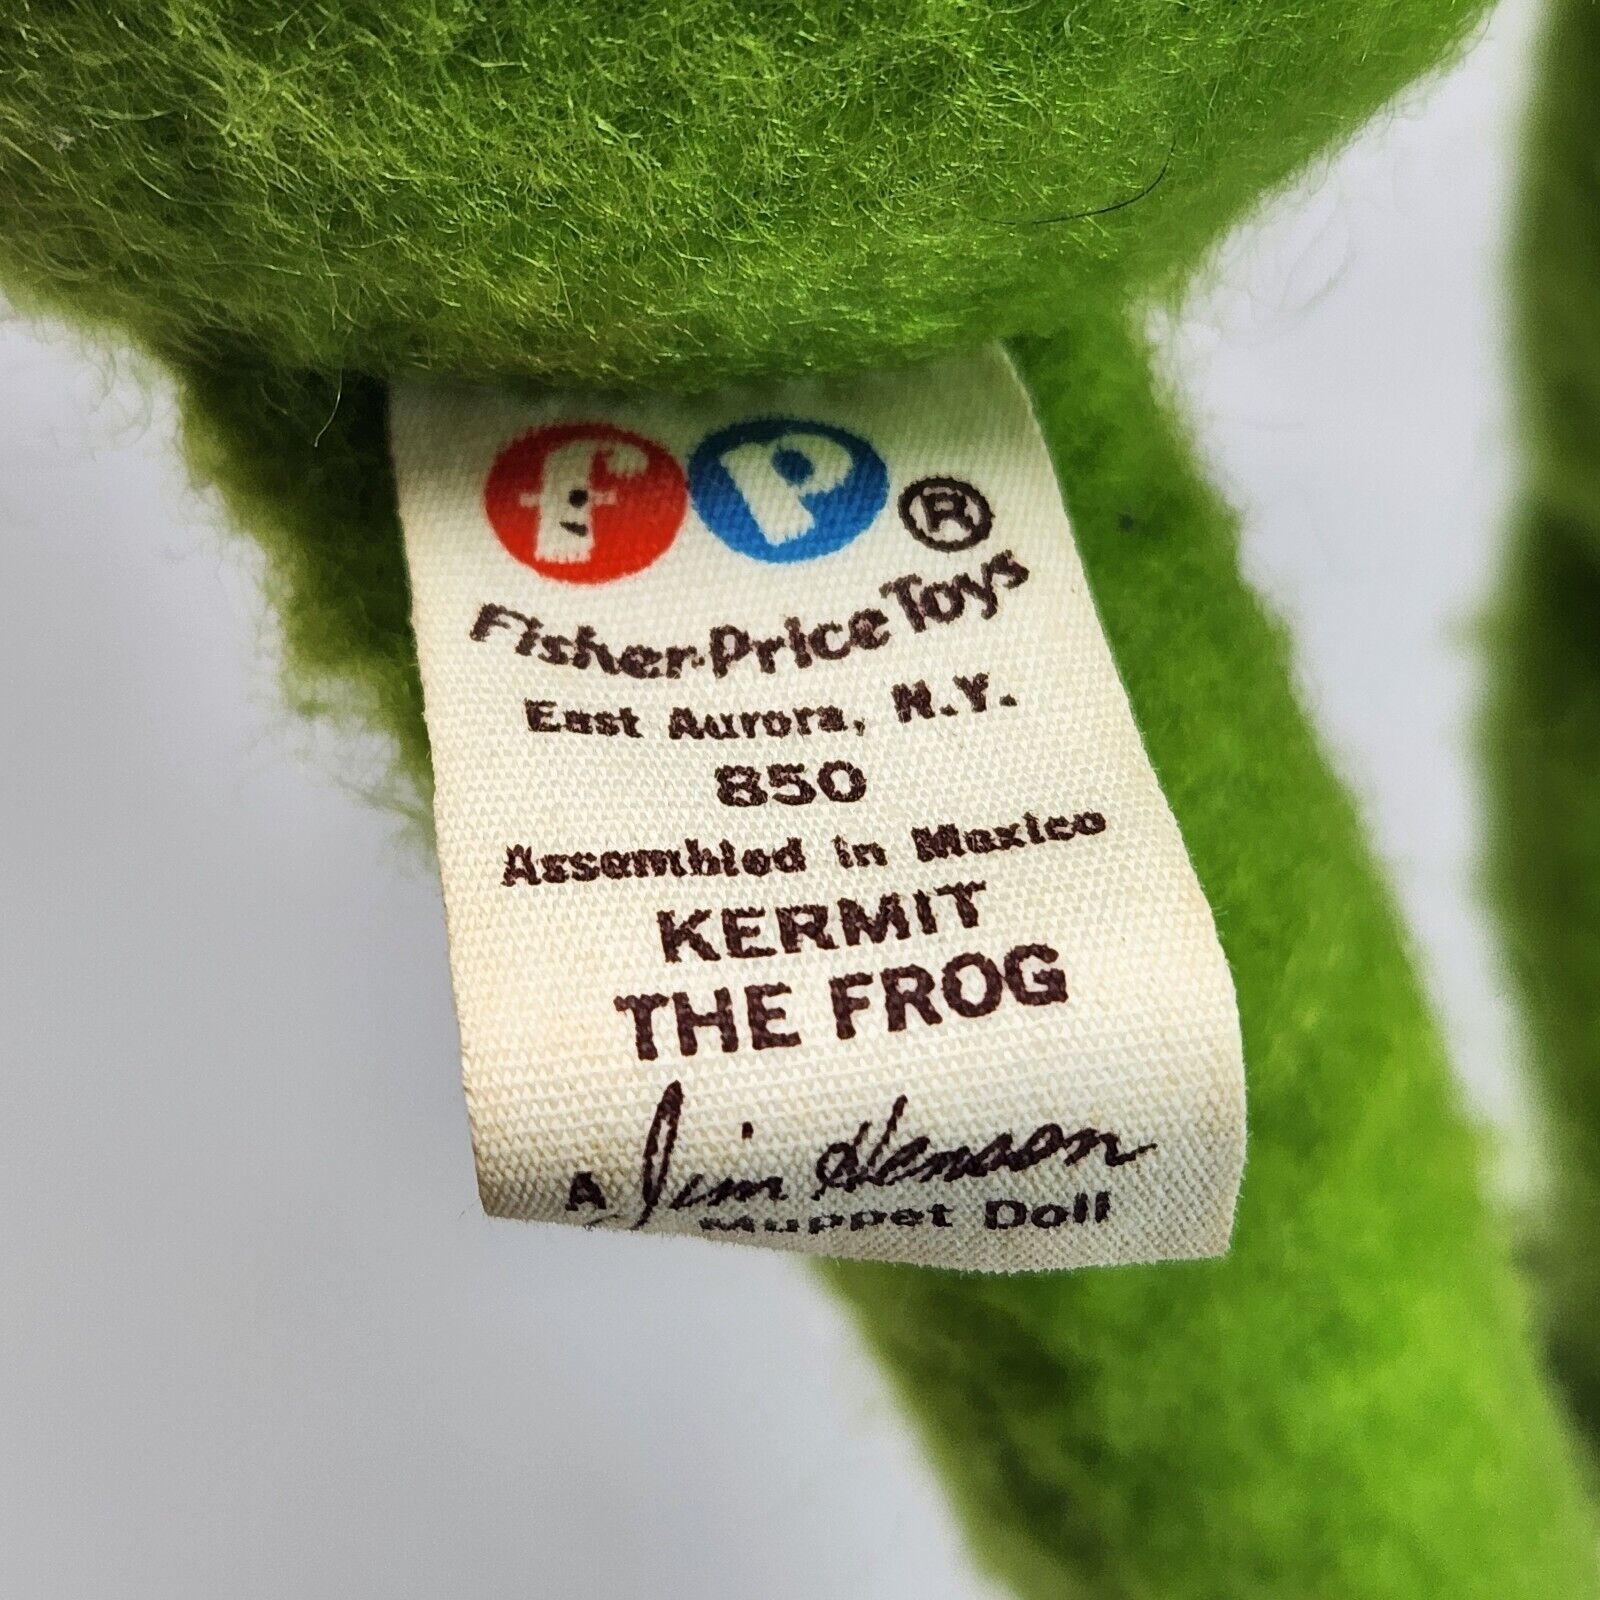 fP®
Fisher-Price Toys
East Aurora, N.Y.
850
Assembled in Mexico
KERMIT
THE FROG
A Jim Henson
Muppet Doll